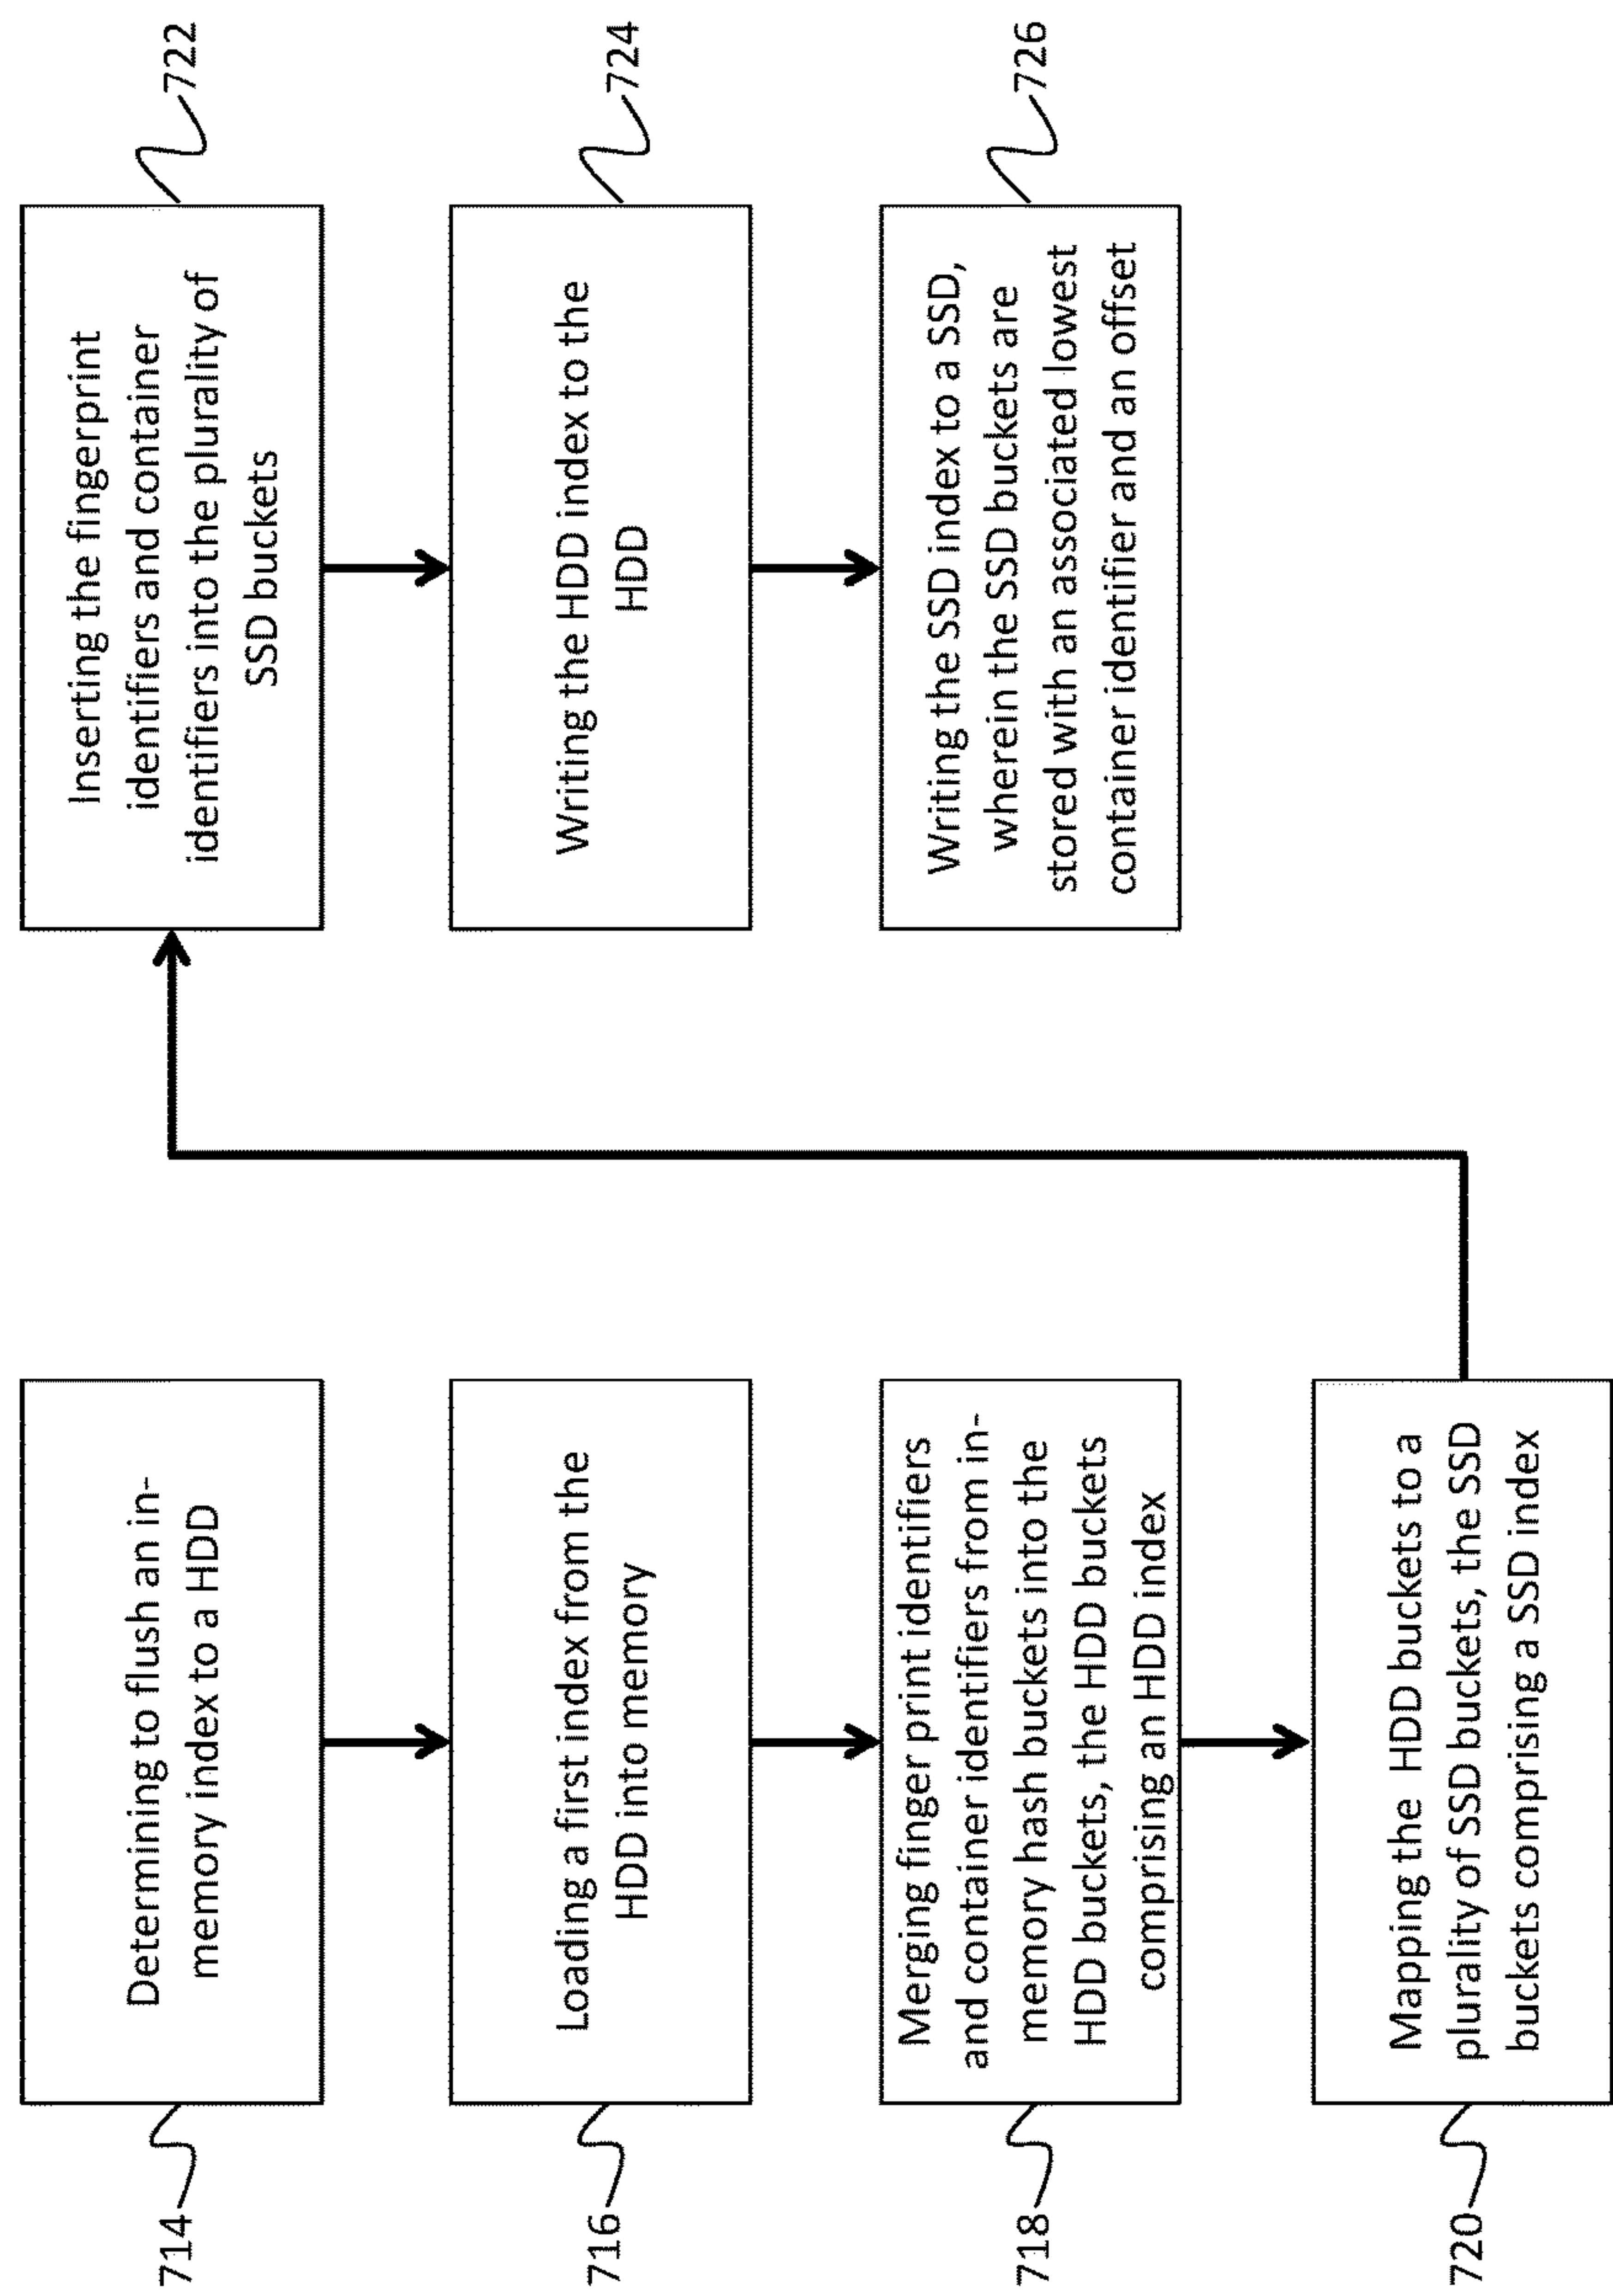 714
Determining to flush an in-
memory index to a HDD
716
Loading a first index from the
HDD into memory
718
Merging finger print identifiers
and container identifiers from in-
memory hash buckets into the
HDD buckets, the HDD buckets
comprising an HDD index
720
Mapping the HDD buckets to a
plurality of SSD buckets, the SSD
buckets comprising a SSD index
722
Inserting the fingerprint
identifiers and container
identifiers into the plurality of
SSD buckets
724
Writing the HDD index to the
HDD
726
Writing the SSD index to a SSD,
wherein the SSD buckets are
stored with an associated lowest
container identifier and an offset